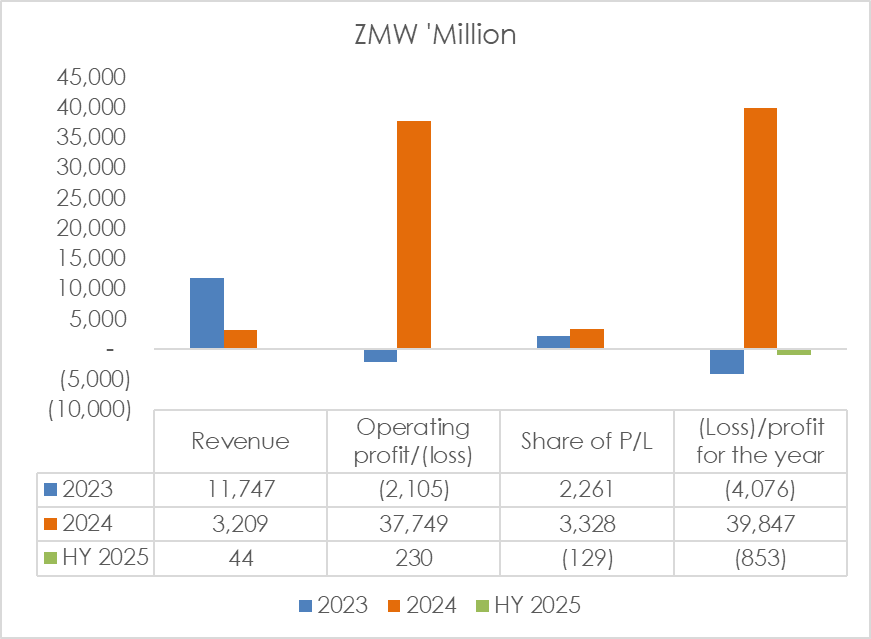 ZMW 'Million
45,000
40,000
35,000
30,000
25,000
20,000
15,000
10,000
5,000
-
(5,000)
(10,000)
Revenue
Operating
profit/(loss)
Share of P/L
(Loss)/profit
for the year
2023 11,747 (2,105) 2,261 (4,076)
2024 3,209 37,749 3,328 39,847
HY 2025 44 230 (129) (853)
2023 2024 HY 2025